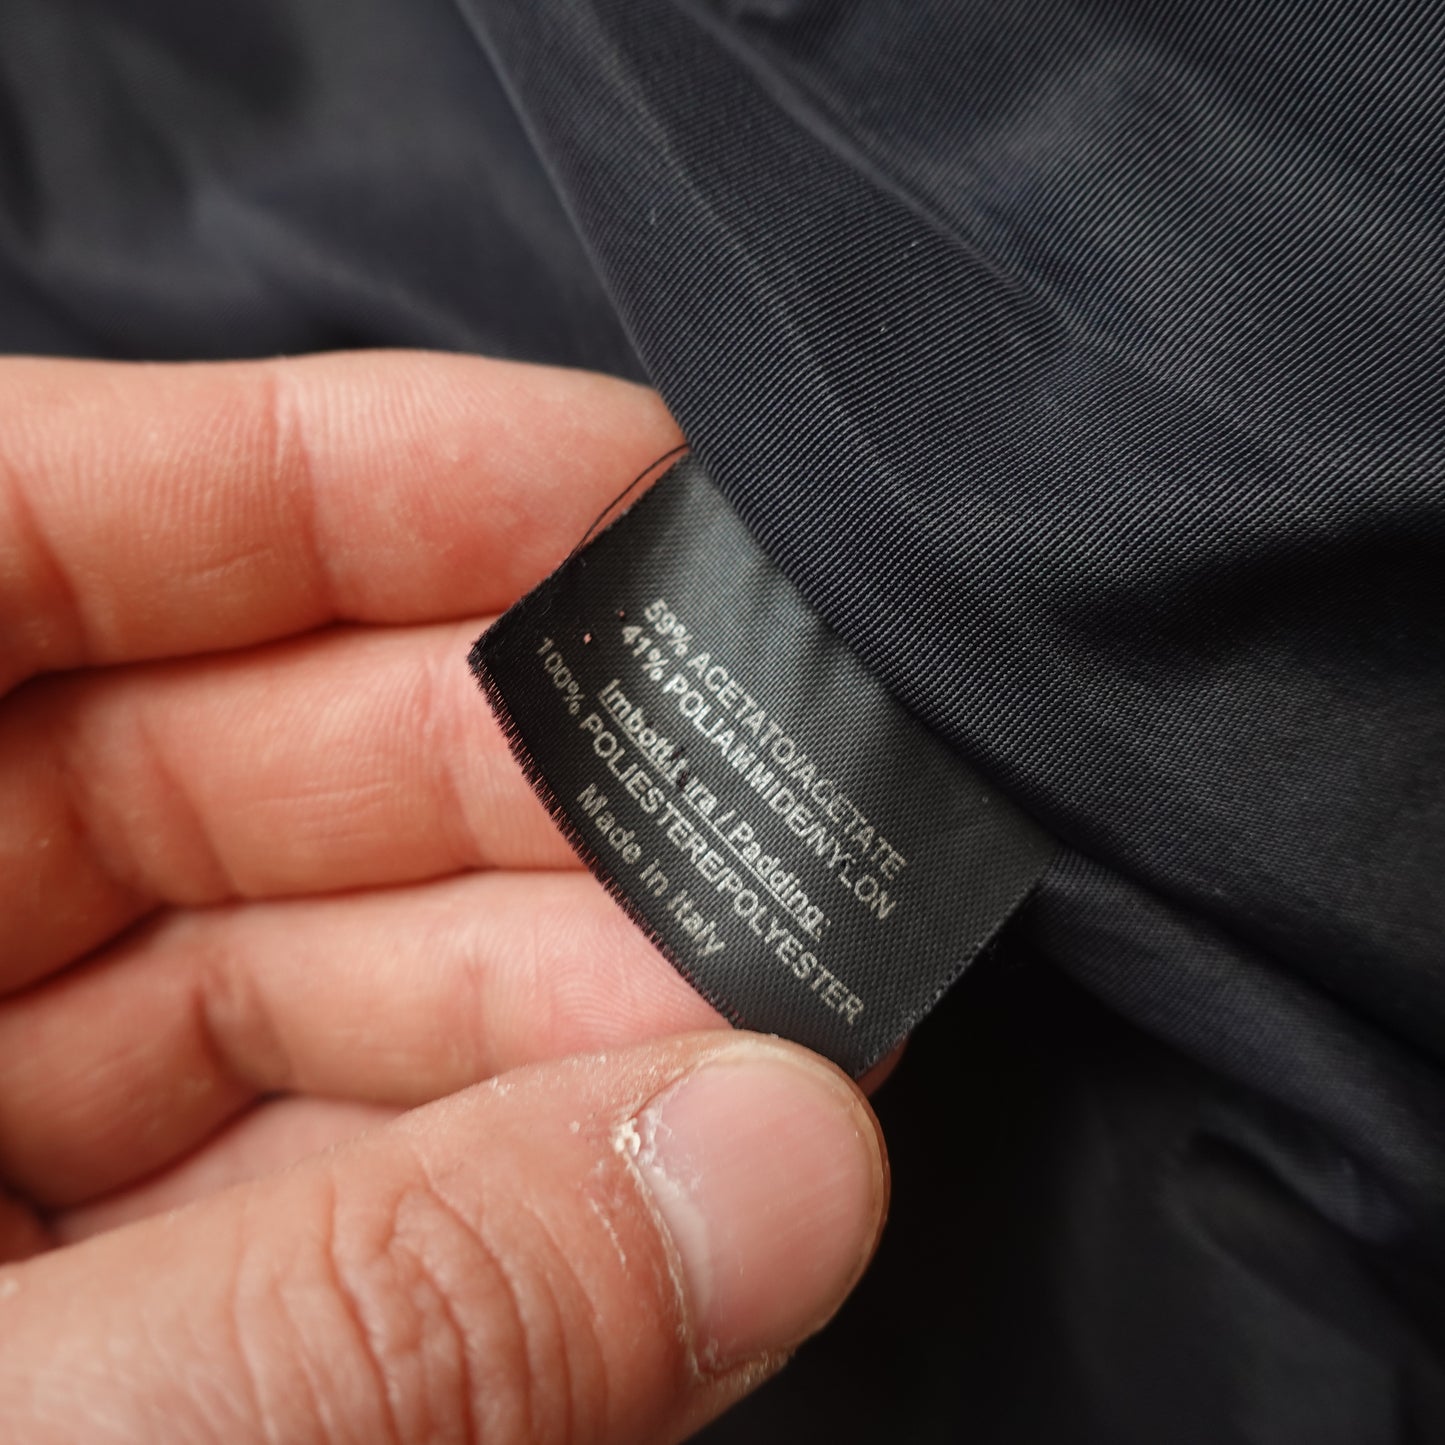 59% ACETATO/ACETATE
41% POLIAMMIDE/NYLON
Imbottitura / Padding:
100% POLIESTERE/POLYESTER
Made in Italy